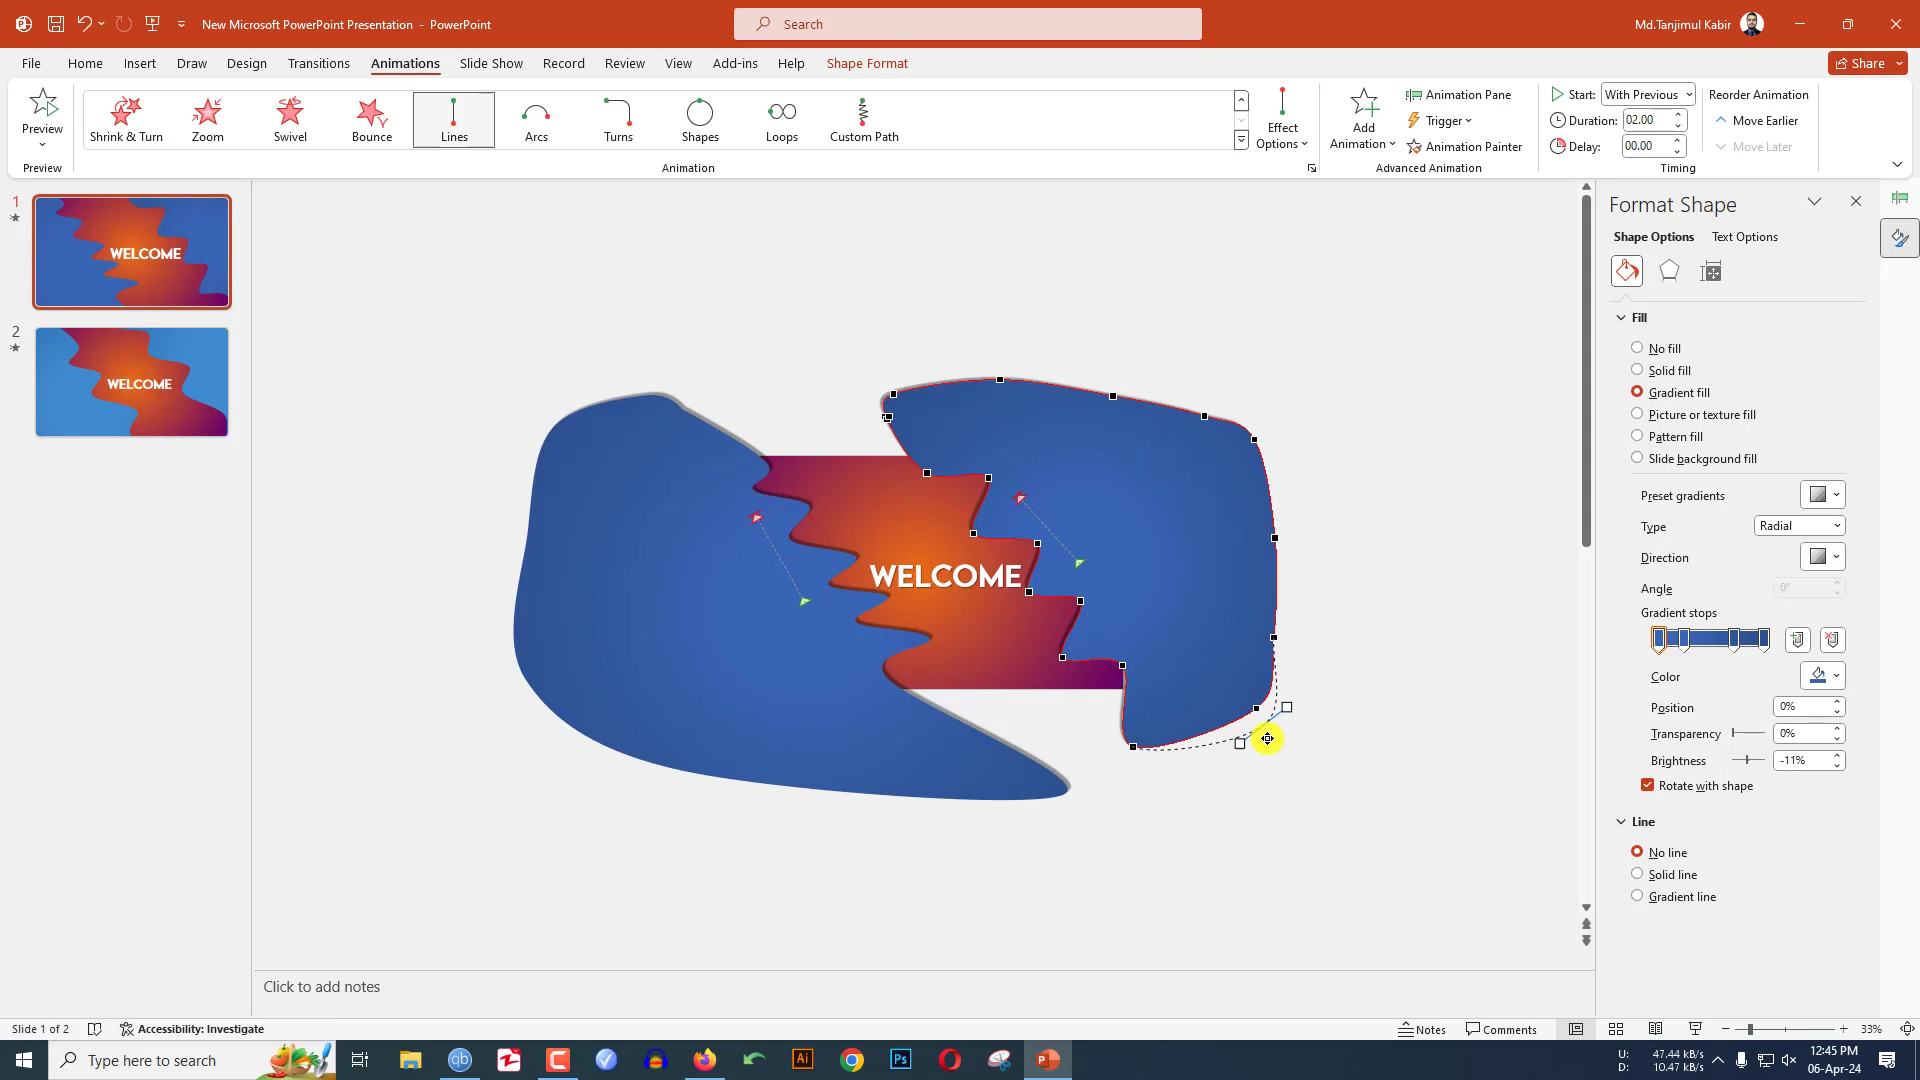 New Microsoft PowerPoint Presentation - PowerPoint
Search
Md.Tanjimul Kabir
File
Home
Insert
Draw
Design
Transitions
Animations
Slide Show
Record
Review
View
Add-ins
Help
Shape Format
Share
Preview
Preview
Shrink & Turn
Zoom
Swivel
Bounce
Lines
Arcs
Turns
Shapes
Loops
Custom Path
Animation
Effect
Options
Add
Animation
Animation Pane
Trigger
Animation Painter
Advanced Animation
Start: With Previous
Duration: 02.00
Delay: 00.00
Timing
Reorder Animation
Move Earlier
Move Later
1
WELCOME
2
WELCOME
WELCOME
Format Shape
Shape Options
Text Options
Fill
No fill
Solid fill
Gradient fill
Picture or texture fill
Pattern fill
Slide background fill
Preset gradients
Type Radial
Direction
Angle 0°
Gradient stops
Color
Position 0%
Transparency 0%
Brightness -11%
Rotate with shape
Line
No line
Solid line
Gradient line
Click to add notes
Slide 1 of 2
Accessibility: Investigate
Notes
Comments
33%
Type here to search
qb
Ai
Ps
P
U: 47.44 kB/s
D: 10.47 kB/s
12:45 PM
06-Apr-24